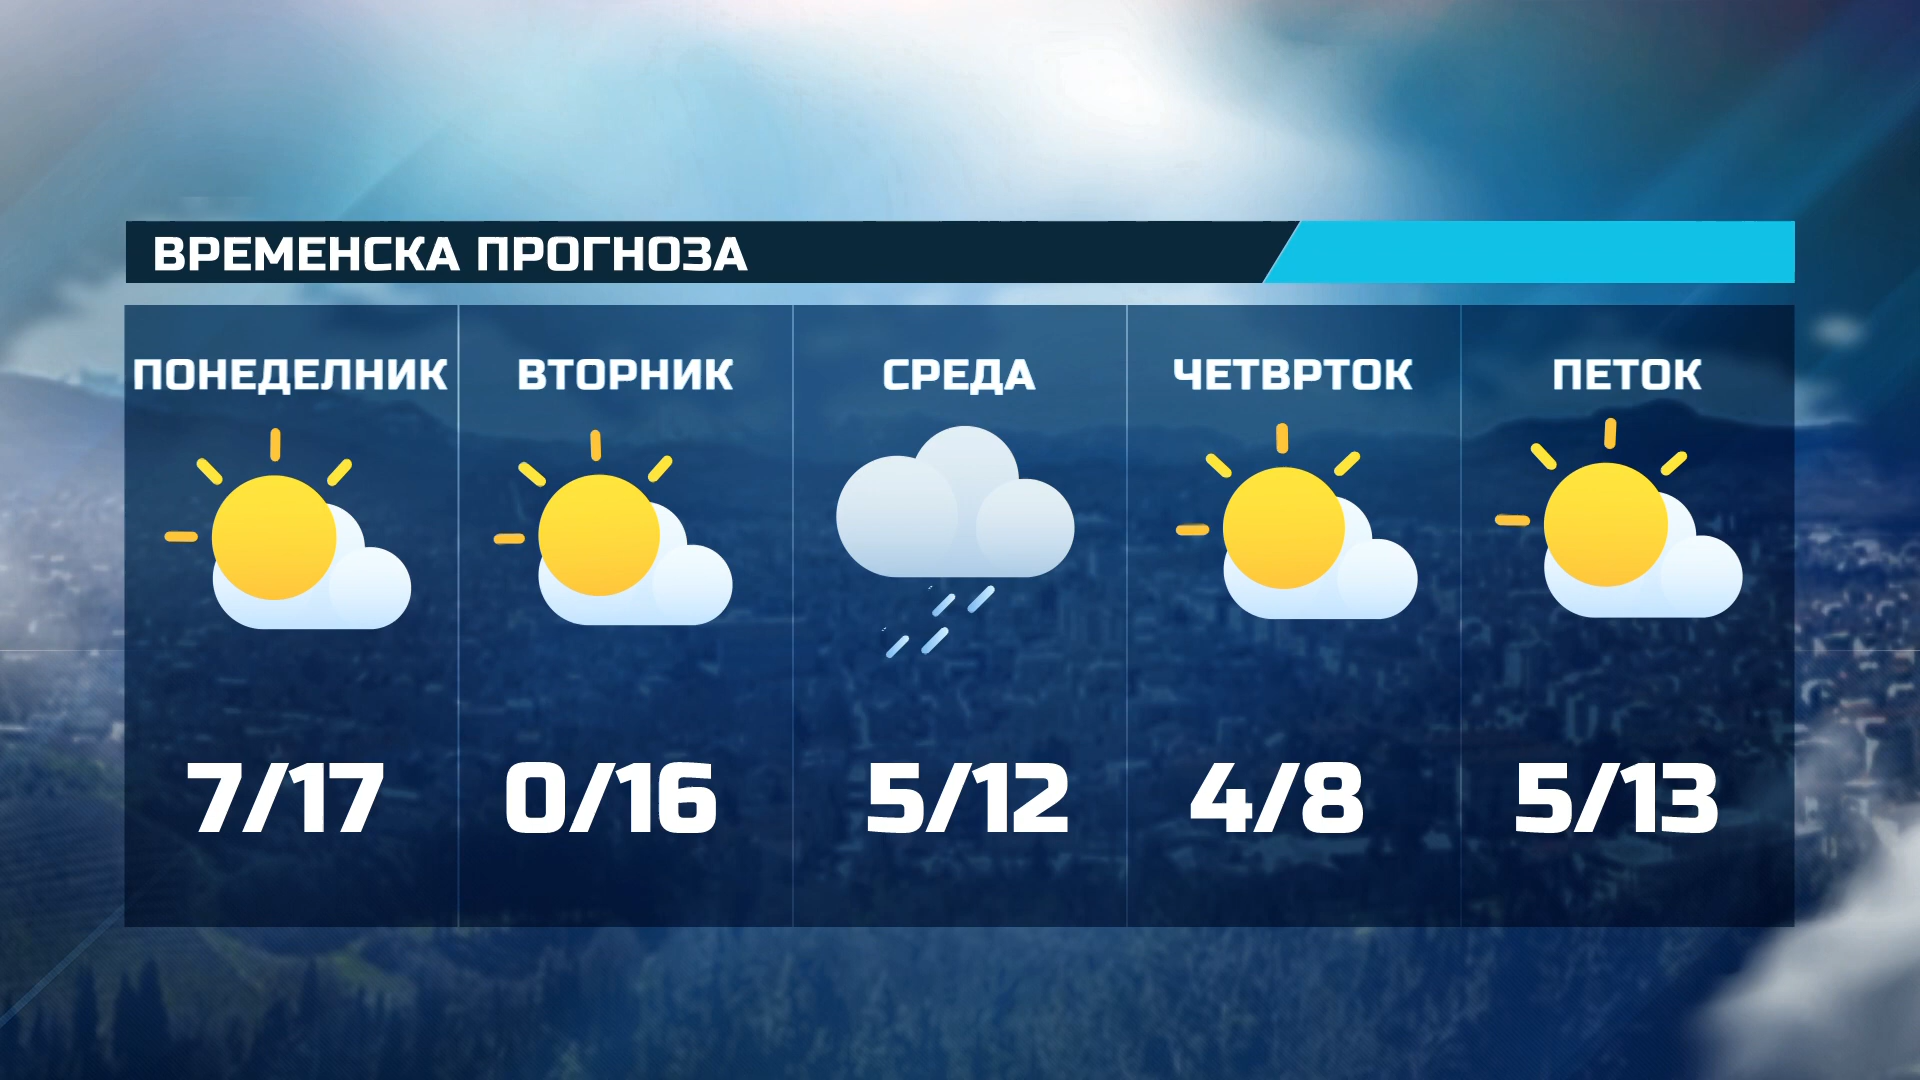 ВРЕМЕНСКА ПРОГНОЗА
ПОНЕДЕЛНИК
7/17
ВТОРНИК
0/16
СРЕДА
5/12
ЧЕТВРТОК
4/8
ПЕТОК
5/13